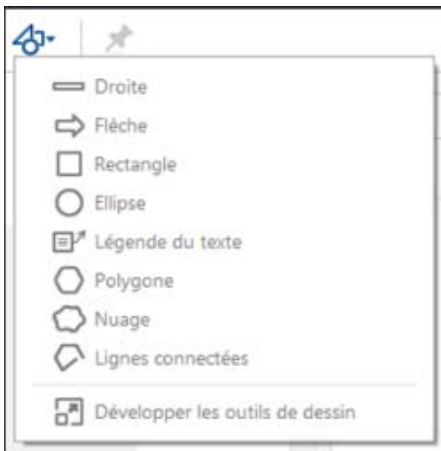 Droite
Flèche
Rectangle
Ellipse
Légende du texte
Polygone
Nuage
Lignes connectées
Développer les outils de dessin